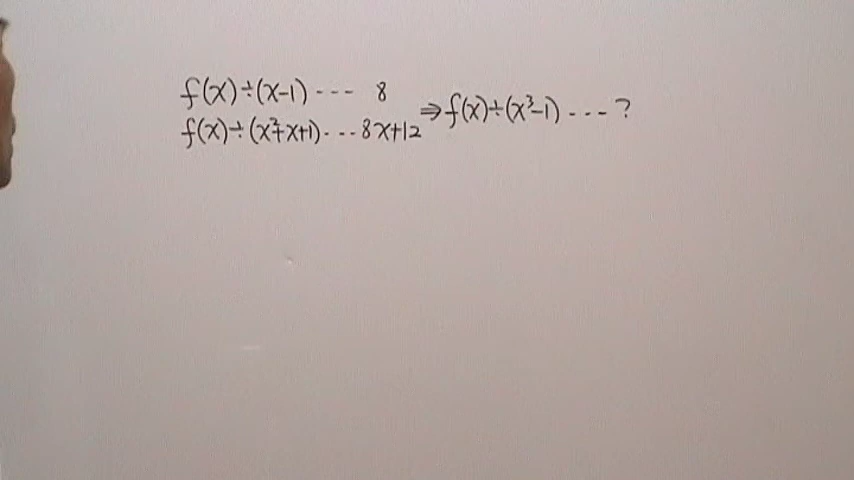 f(x)÷(x-1)--- 8
f(x)÷(x²+x+1)---8x+12 ⇒f(x)÷(x³-1)---?